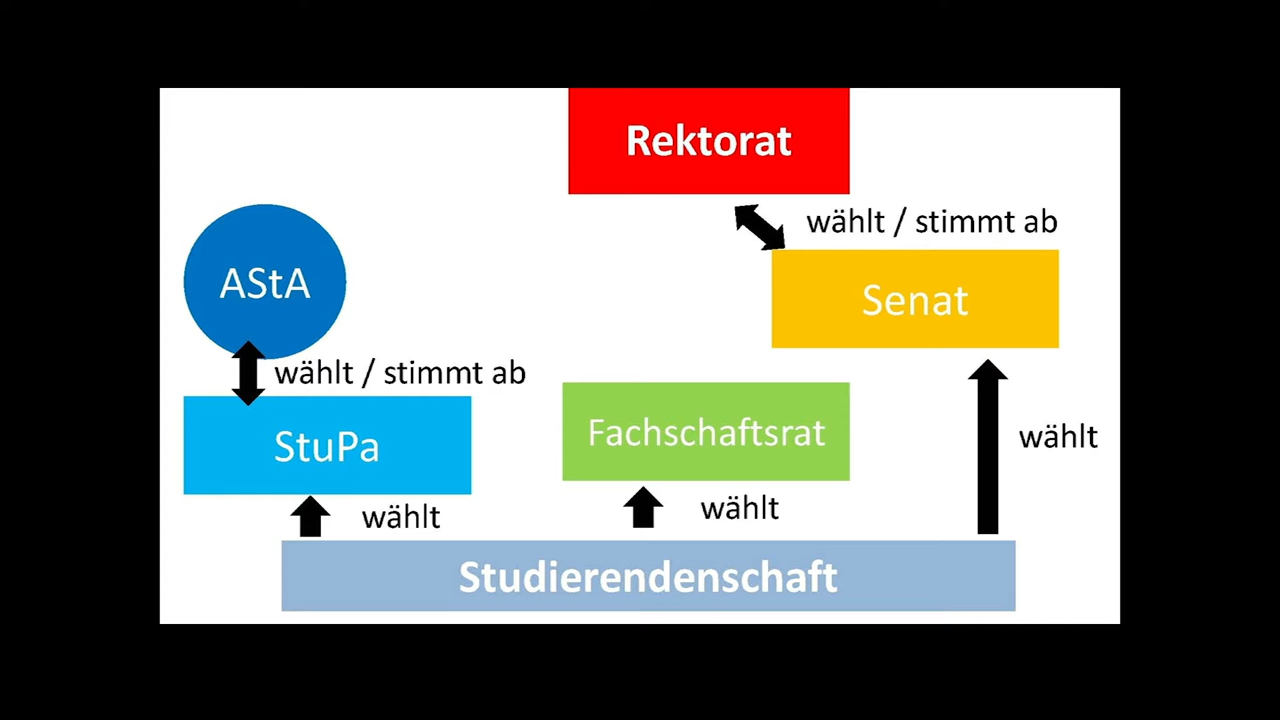 Rektorat
wählt / stimmt ab
AStA
Senat
wählt / stimmt ab
StuPa
Fachschaftsrat
wählt
wählt
wählt
Studierendenschaft